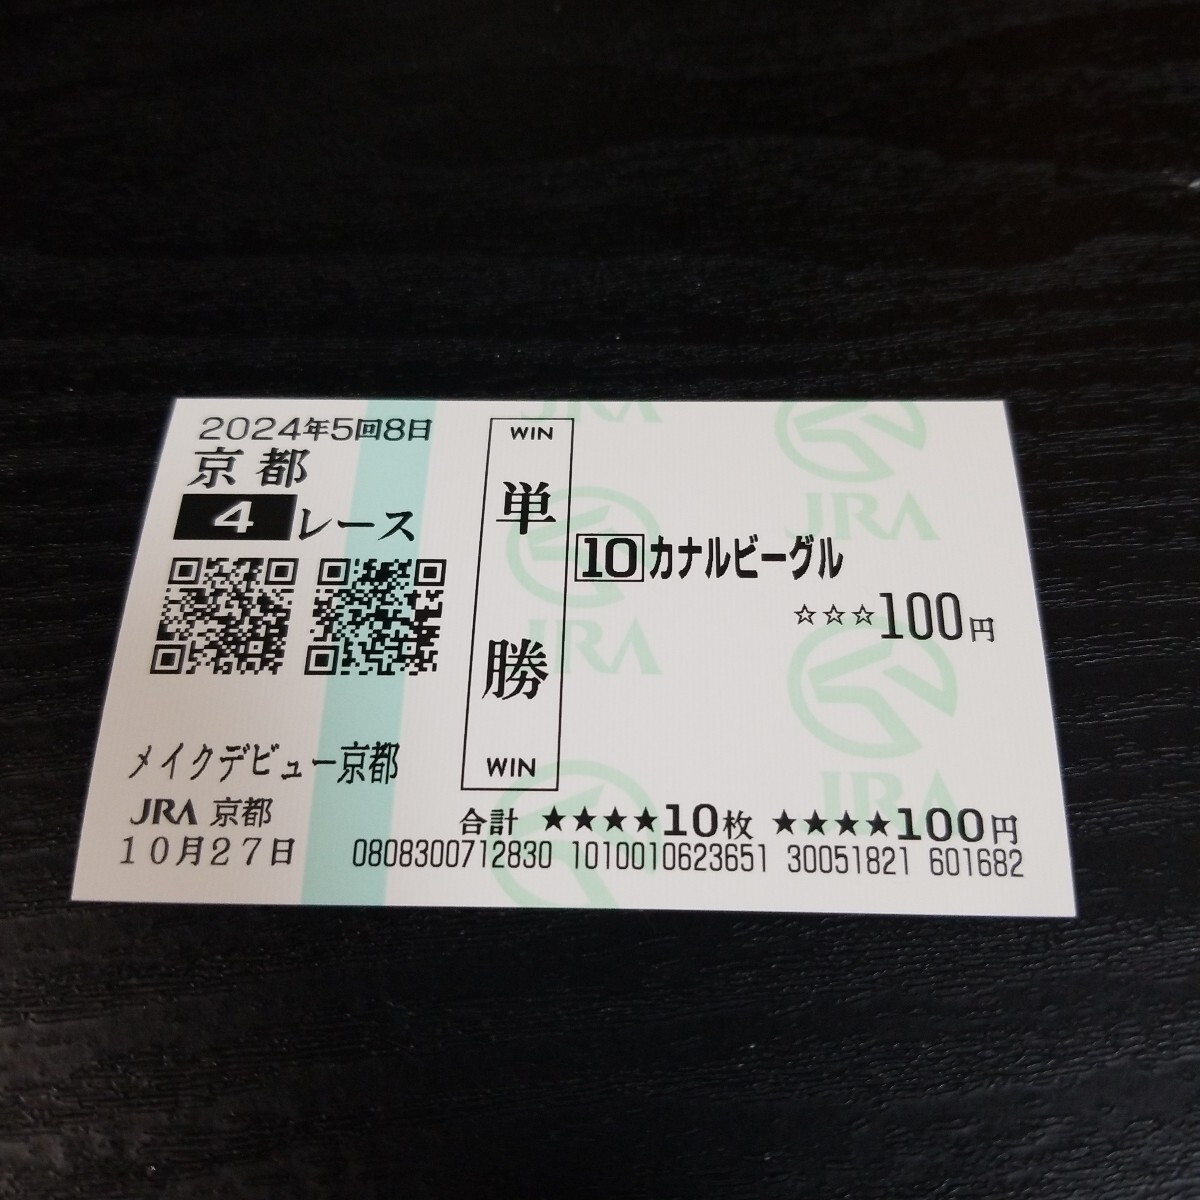 2024年5回8日
京都
4レース
メイクデビュー京都
JRA 京都
10月27日
WIN
単勝
WIN
10カナルビーグル
☆☆☆100円
合計 ★★★★10枚 ★★★★100円
0808300712830 1010010623651 30051821 601682
JRA
JRA
JRA
JRA